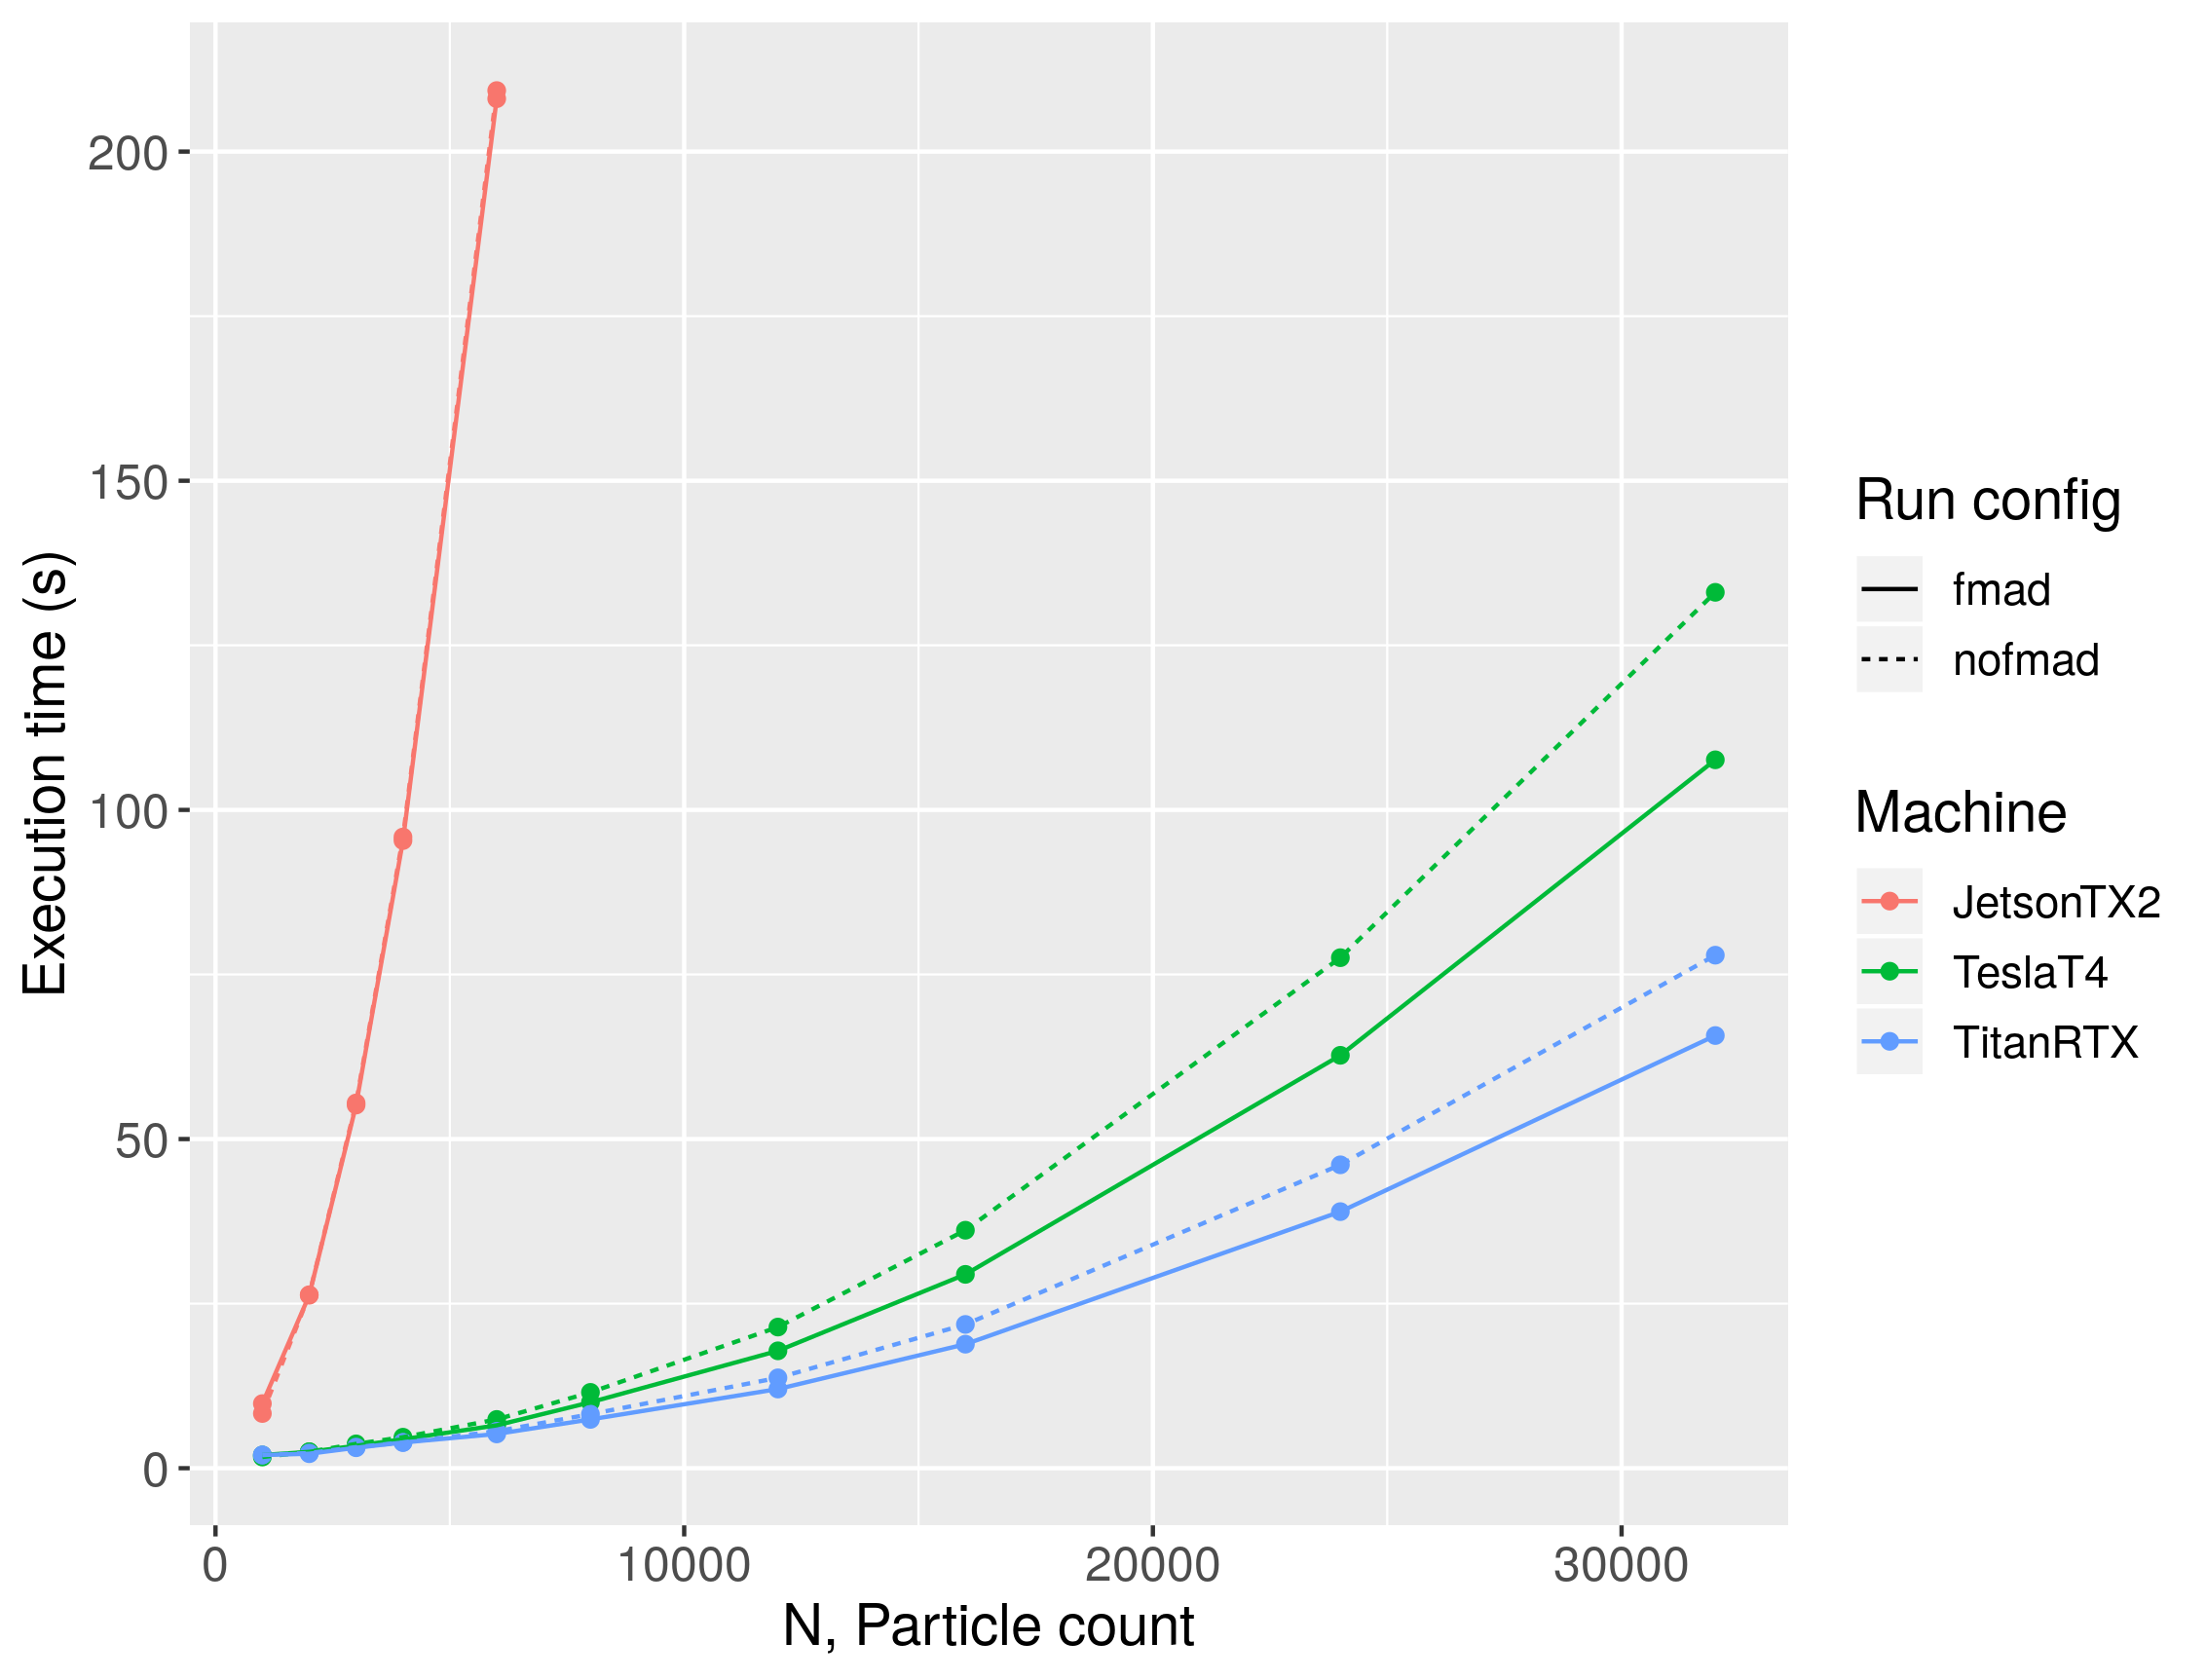 Execution time (s)
200
150
100
50
0
0 10000 20000 30000
N, Particle count
Run config
fmad
nofmad
Machine
JetsonTX2
TeslaT4
TitanRTX